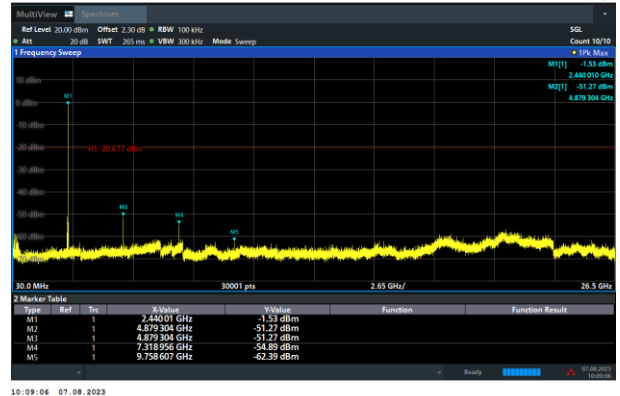 MultiView Spectrum
Ref Level 20.00 dBm Offset 2.30 dB RBW 100 kHz SGL
Att 20 dB SWT 265 ms VBW 300 kHz Mode Sweep Count 10/10
1 Frequency Sweep 1Pk Max
M1[1] -1.53 dBm
2.440 010 GHz
M2[1] -51.27 dBm
4.879 304 GHz
10 dBm
M1
0 dBm
-10 dBm
-20 dBm
H1 20.677 dBm
-30 dBm
-40 dBm
M3
-50 dBm
M4
M5
-60 dBm
-70 dBm
30.0 MHz 30001 pts 2.65 GHz/ 26.5 GHz
2 Marker Table
Type Ref Trc X-Value Y-Value Function Function Result
M1 1 2.440 01 GHz -1.53 dBm
M2 1 4.879 304 GHz -51.27 dBm
M3 1 4.879 304 GHz -51.27 dBm
M4 1 7.318 956 GHz -54.89 dBm
M5 1 9.758 607 GHz -62.39 dBm
Ready 07.08.2023
10:09:06
10:09:06 07.08.2023